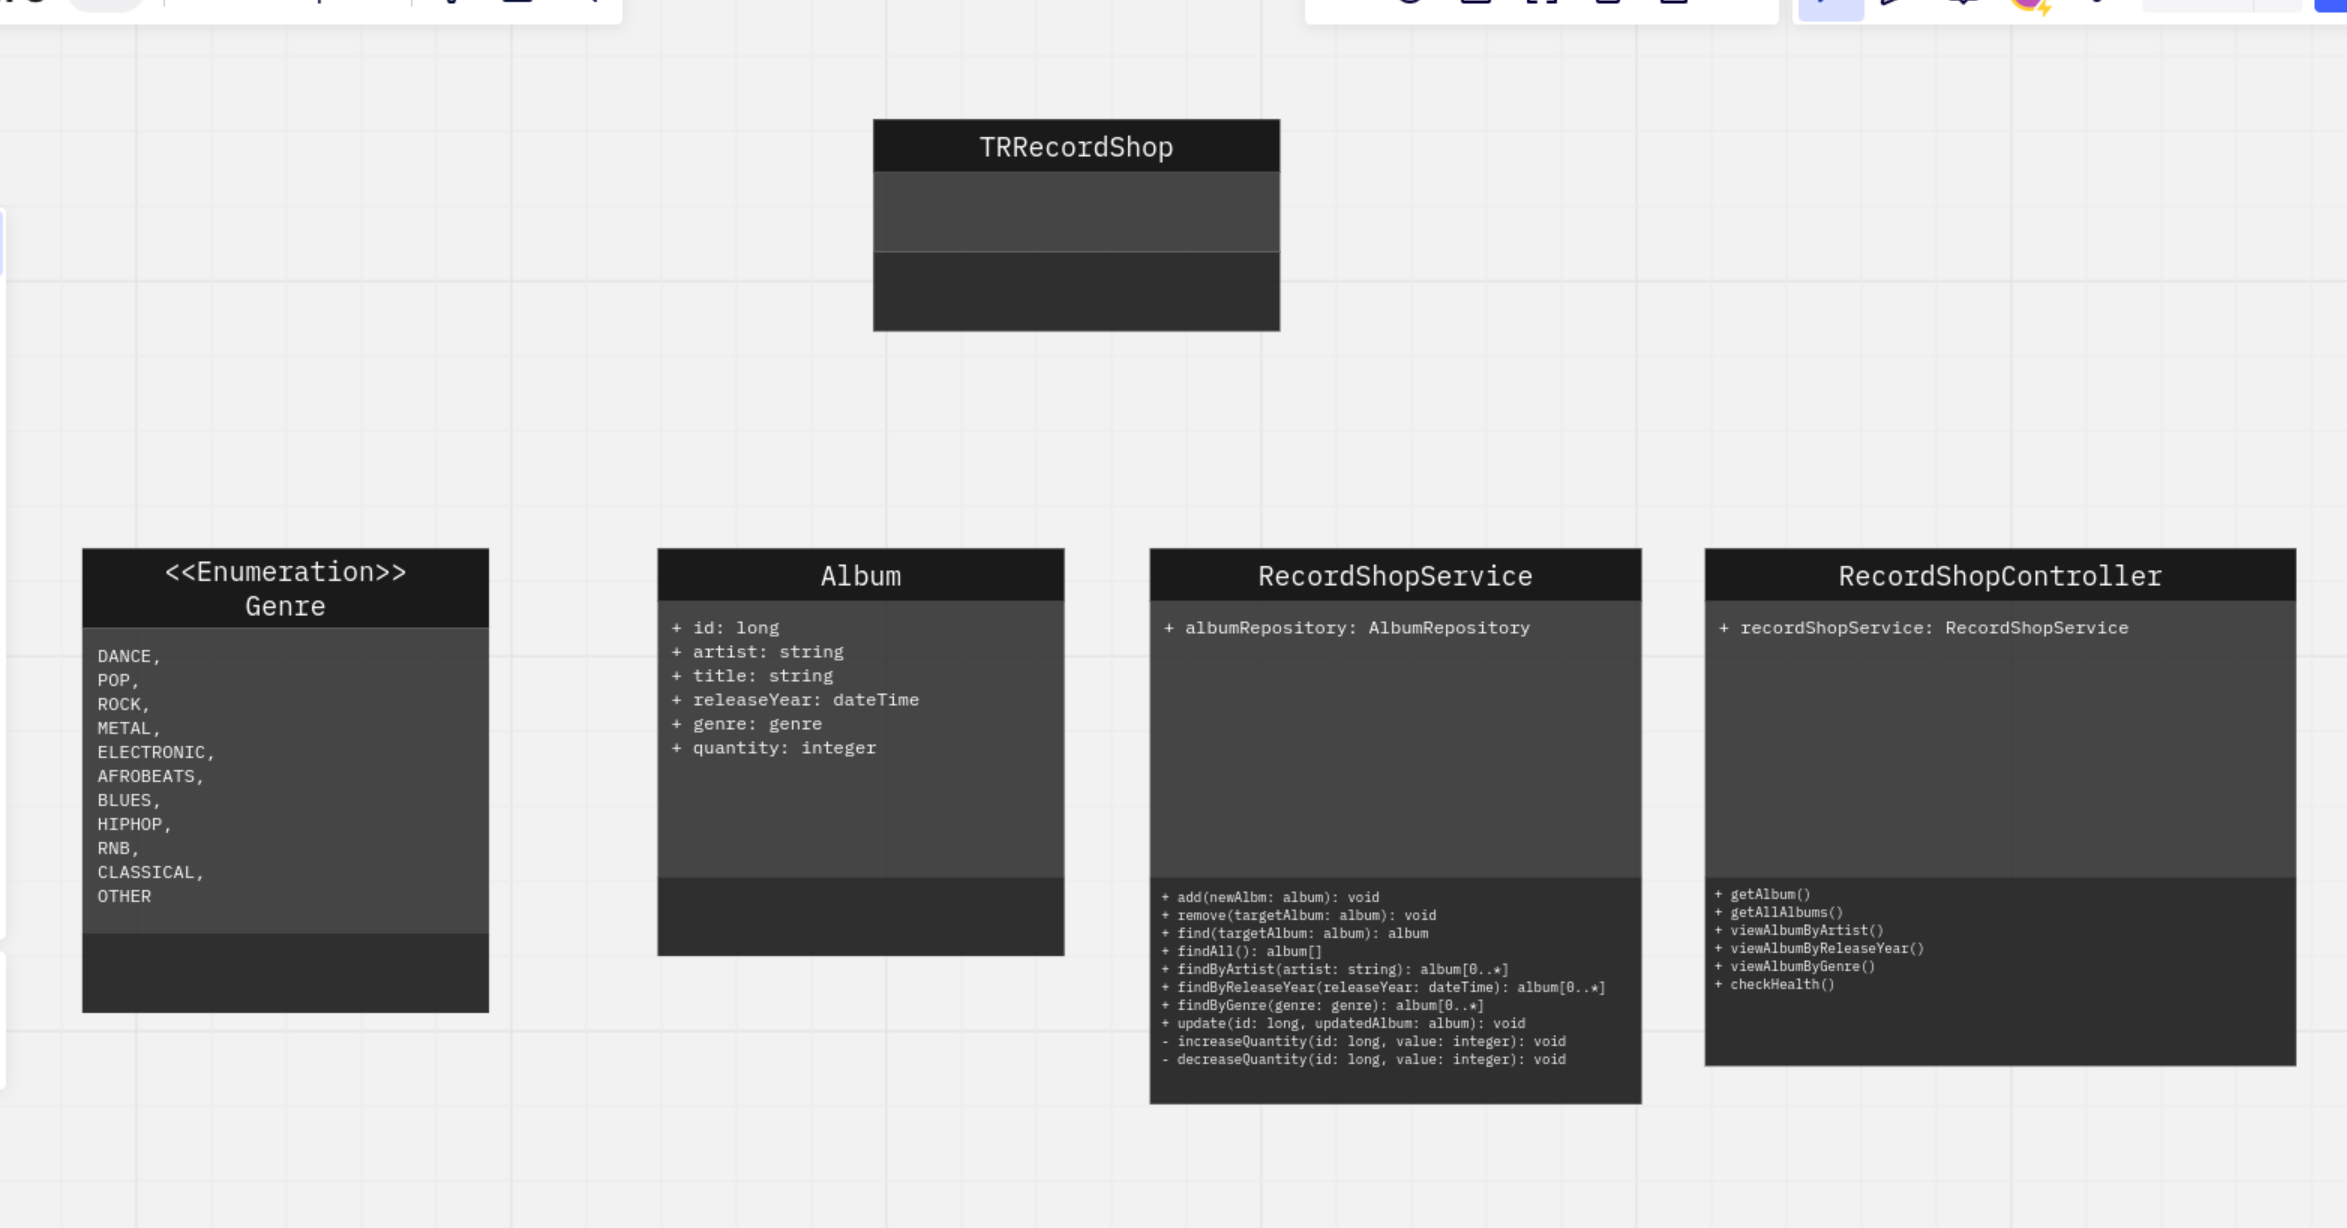 TRRecordShop
<<Enumeration>>
Genre
DANCE,
POP,
ROCK,
METAL,
ELECTRONIC,
AFROBEATS,
BLUES,
HIPHOP,
RNB,
CLASSICAL,
OTHER
Album
+ id: long
+ artist: string
+ title: string
+ releaseYear: dateTime
+ genre: genre
+ quantity: integer
RecordShopService
+ albumRepository: AlbumRepository
+ add(newAlbm: album): void
+ remove(targetAlbum: album): void
+ find(targetAlbum: album): album
+ findAll(): album[]
+ findByArtist(artist: string): album[0..*]
+ findByReleaseYear(releaseYear: dateTime): album[0..*]
+ findByGenre(genre: genre): album[0..*]
+ update(id: long, updatedAlbum: album): void
- increaseQuantity(id: long, value: integer): void
- decreaseQuantity(id: long, value: integer): void
RecordShopController
+ recordShopService: RecordShopService
+ getAlbum()
+ getAllAlbums()
+ viewAlbumByArtist()
+ viewAlbumByReleaseYear()
+ viewAlbumByGenre()
+ checkHealth()